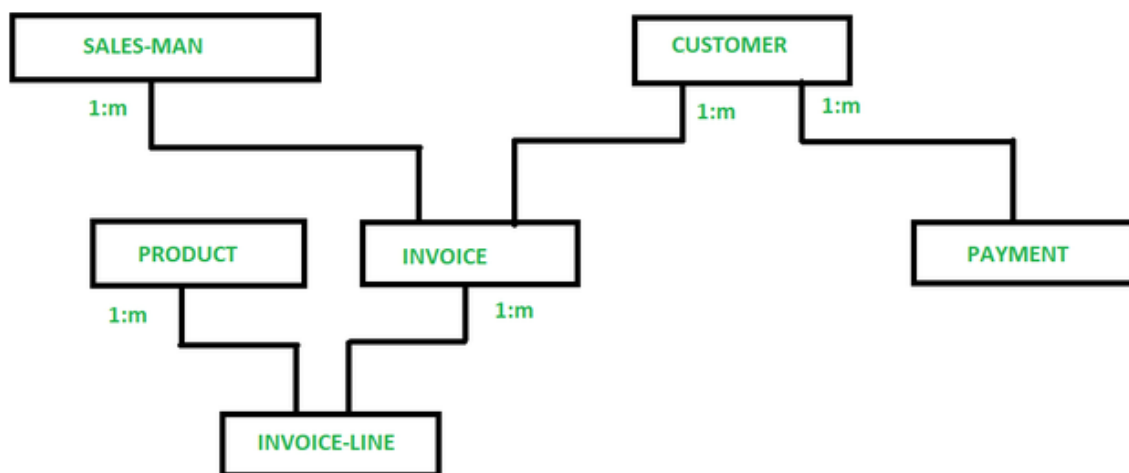 SALES-MAN
CUSTOMER
1:m
1:m
1:m
PRODUCT
INVOICE
PAYMENT
1:m
1:m
INVOICE-LINE